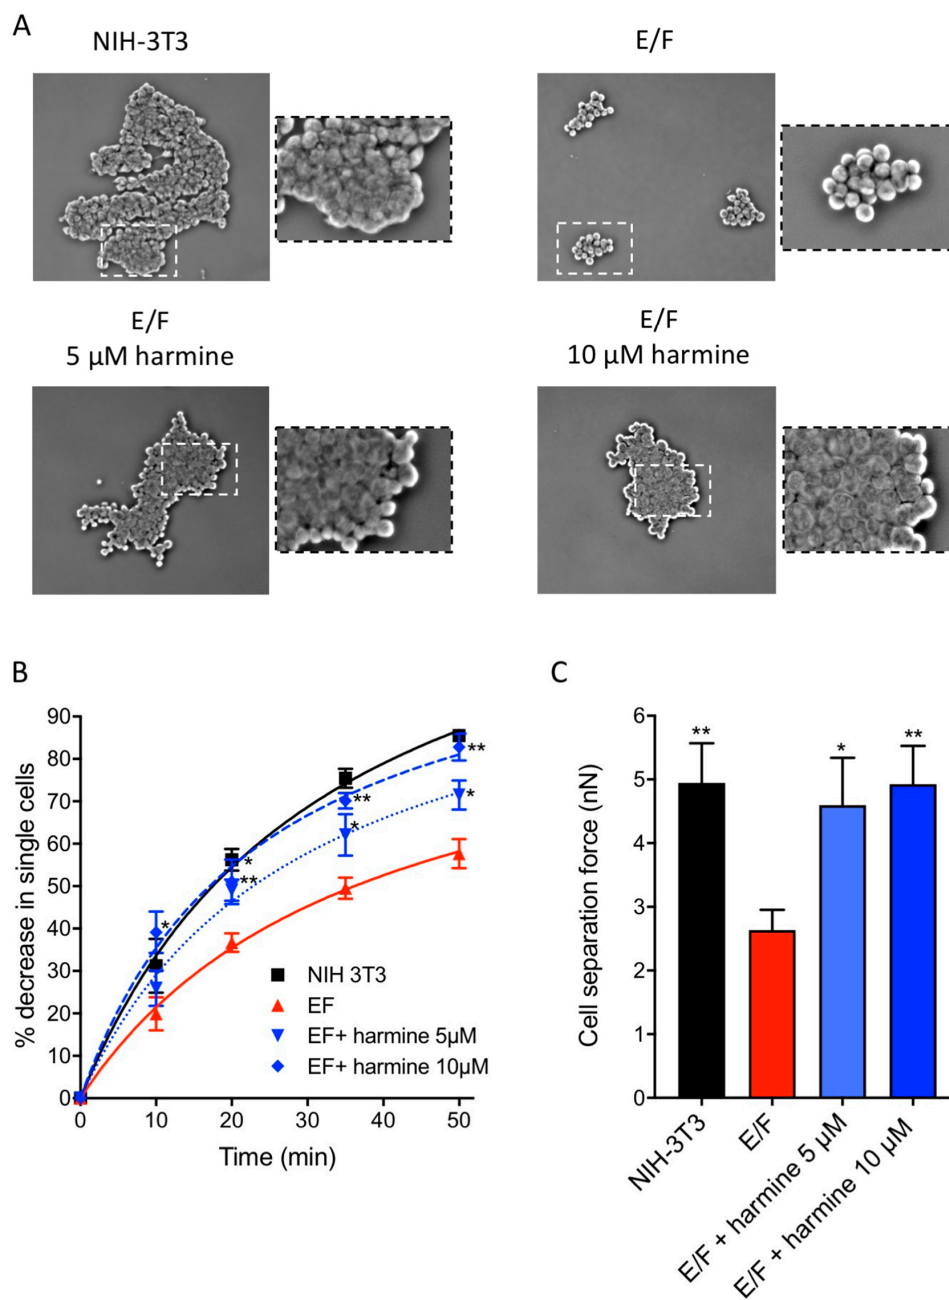 A
NIH-3T3
E/F
E/F
5 µM harmine
E/F
10 µM harmine
B
% decrease in single cells
90
80
70
60
50
40
30
20
10
0
0
10
20
30
40
50
Time (min)
*
*
**
**
*
**
*
NIH 3T3
EF
EF+ harmine 5µM
EF+ harmine 10µM
C
Cell separation force (nN)
6
5
4
3
2
1
0
**
*
**
NIH-3T3
E/F
E/F + harmine 5 µM
E/F + harmine 10 µM